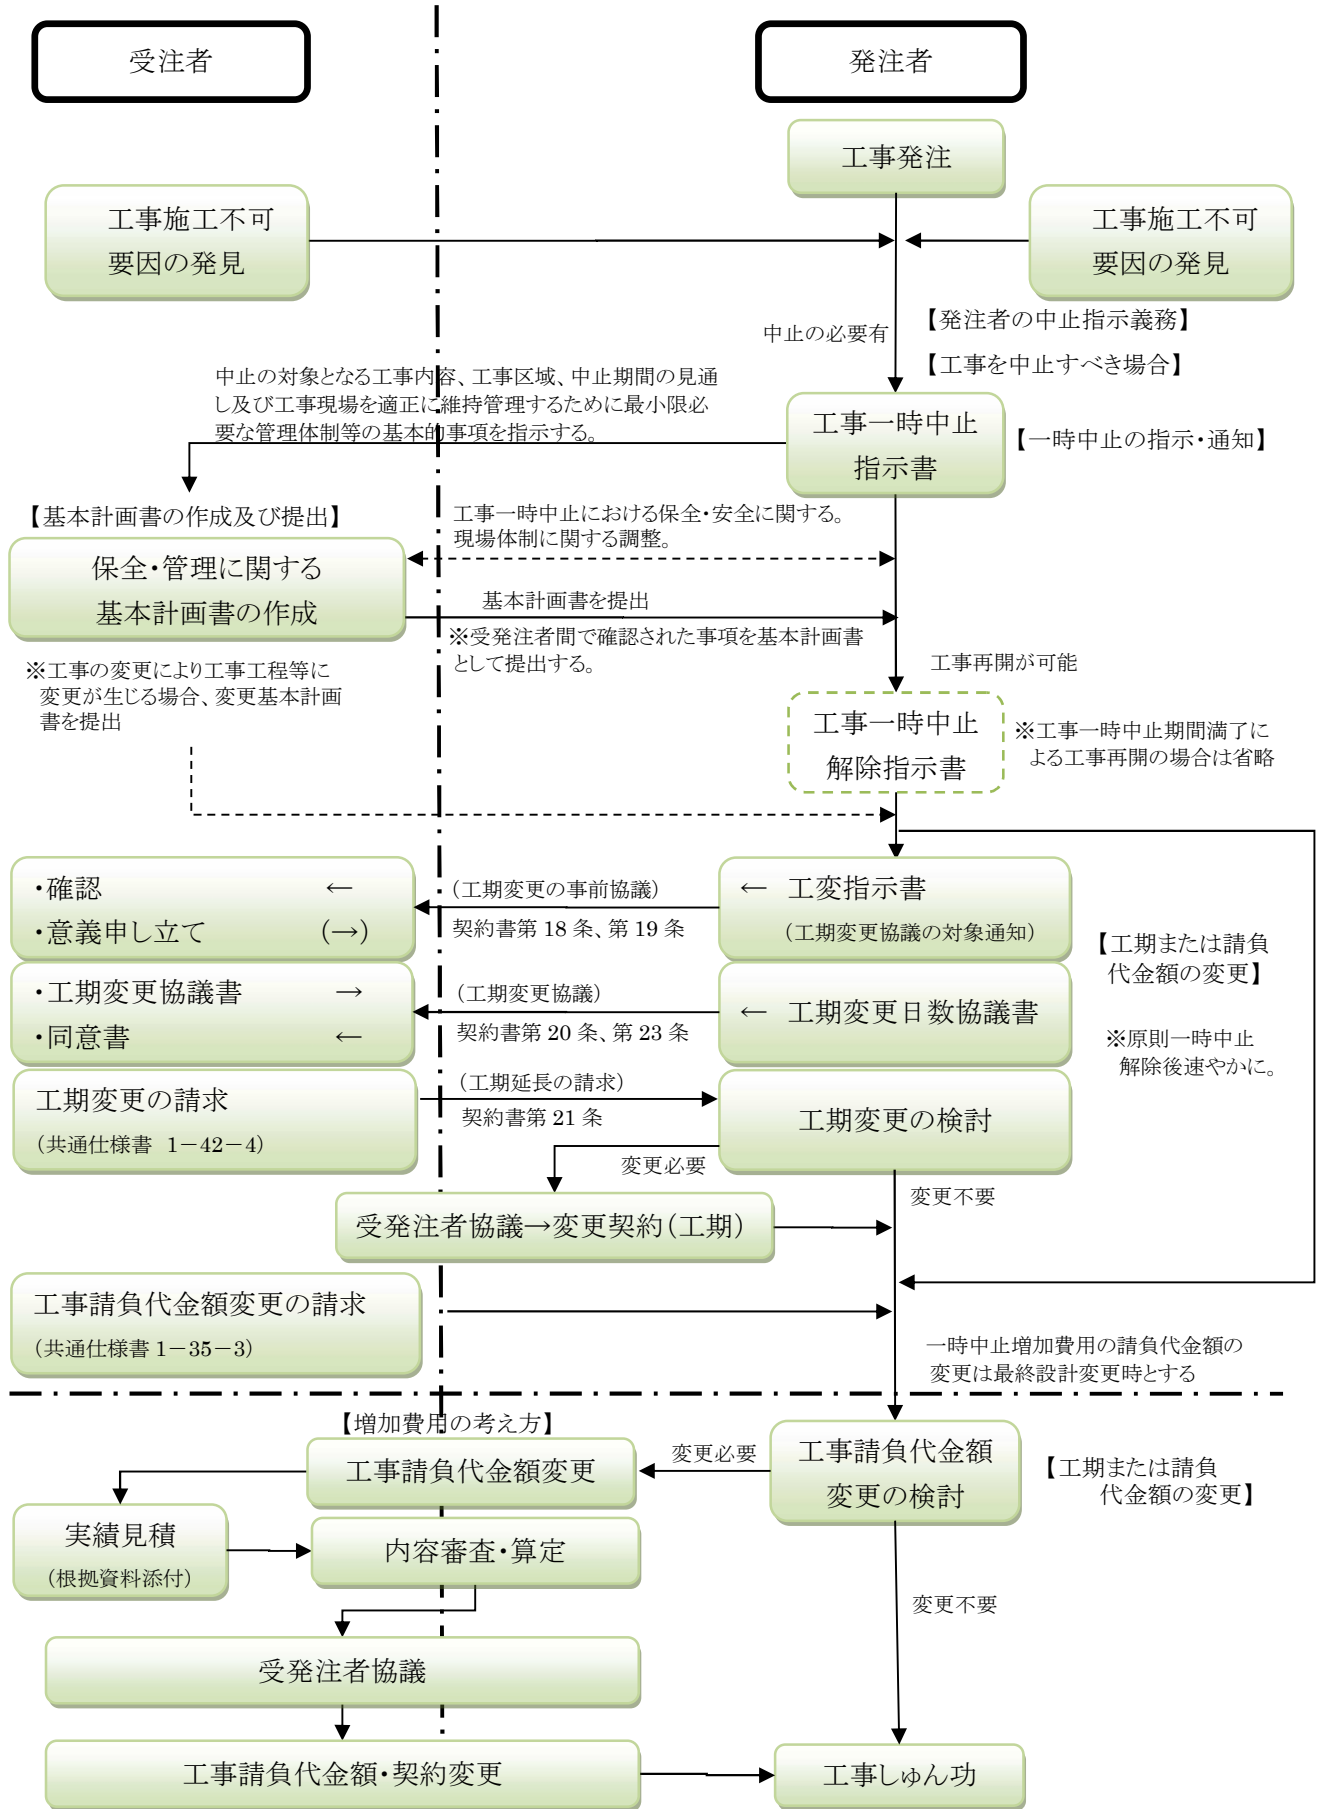 受注者
発注者
工事発注
工事施工不可
要因の発見
工事施工不可
要因の発見
中止の必要有
【発注者の中止指示義務】
【工事を中止すべき場合】
中止の対象となる工事内容、工事区域、中止期間の見通
し及び工事現場を適正に維持管理するために最小限必
要な管理体制等の基本的事項を指示する。
工事一時中止
指示書
【一時中止の指示・通知】
【基本計画書の作成及び提出】
工事一時中止における保全・安全に関する。
現場体制に関する調整。
保全・管理に関する
基本計画書の作成
基本計画書を提出
※受発注者間で確認された事項を基本計画書
として提出する。
※工事の変更により工事工程等に
変更が生じる場合、変更基本計画
書を提出
工事再開が可能
工事一時中止
解除指示書
※工事一時中止期間満了に
よる工事再開の場合は省略
・確認 ←
・意義申し立て (→)
(工期変更の事前協議)
契約書第 18 条、第 19 条
← 工変指示書
(工期変更協議の対象通知)
【工期または請負
代金額の変更】
・工期変更協議書 →
・同意書 ←
(工期変更協議)
契約書第 20 条、第 23 条
← 工期変更日数協議書
※原則一時中止
解除後速やかに。
工期変更の請求
(共通仕様書 1-42-4)
(工期延長の請求)
契約書第 21 条
工期変更の検討
変更必要
変更不要
受発注者協議→変更契約(工期)
工事請負代金額変更の請求
(共通仕様書 1-35-3)
一時中止増加費用の請負代金額の
変更は最終設計変更時とする
【増加費用の考え方】
工事請負代金額変更
変更必要
工事請負代金額
変更の検討
【工期または請負
代金額の変更】
実績見積
(根拠資料添付)
内容審査・算定
変更不要
受発注者協議
工事請負代金額・契約変更
工事しゅん功